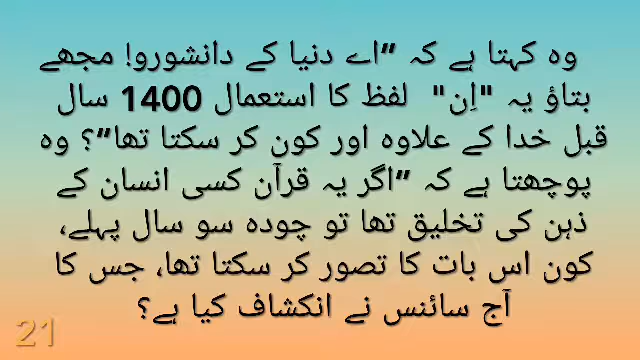 وہ کہتا ہے کہ ”اے دنیا کے دانشورو! مجھے
بتاؤ یہ "اِن" لفظ کا استعمال 1400 سال
قبل خدا کے علاوہ اور کون کر سکتا تھا”؟ وہ
پوچھتا ہے کہ ”اگر یہ قرآن کسی انسان کے
ذہن کی تخلیق تھا تو چودہ سو سال پہلے،
کون اس بات کا تصور کر سکتا تھا، جس کا
آج سائنس نے انکشاف کیا ہے؟
21